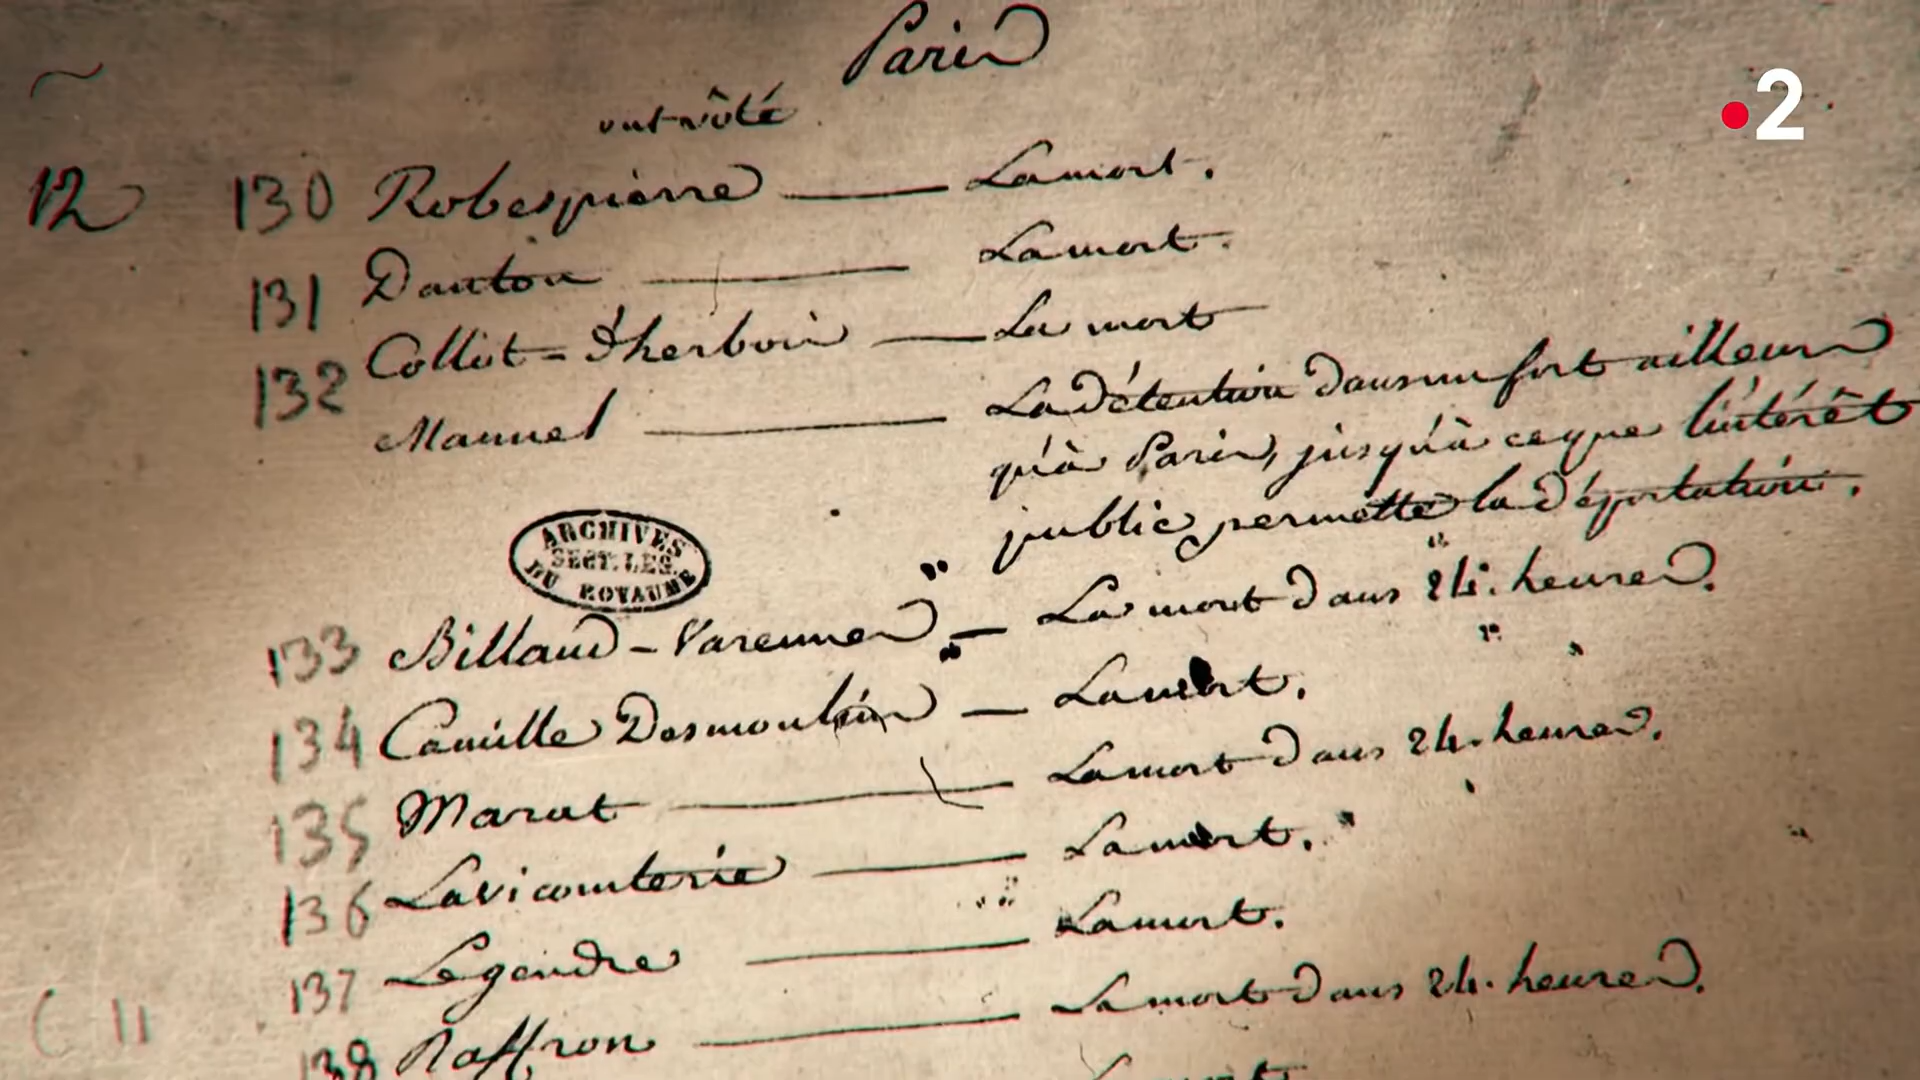 Paris
2
ont vôté
12 130 Robespierre — La mort.
131 Danton — La mort.
132 Collot-d'herbois — La mort
Manuel — La détention dans un fort ailleurs
qu'à Paris, jusqu'à ce que l'intérêt
public permette la déportation.
ARCHIVES
SECT. LEG.
DU ROYAUME
133 Billaud-Varennes — La mort dans 24. heures.
134 Camille Desmoulins — La mort.
135 Marat — La mort dans 24. heures.
136 Lavicomterie — La mort.
137 Legendre — La mort.
138 Raffron — La mort dans 24. heures.